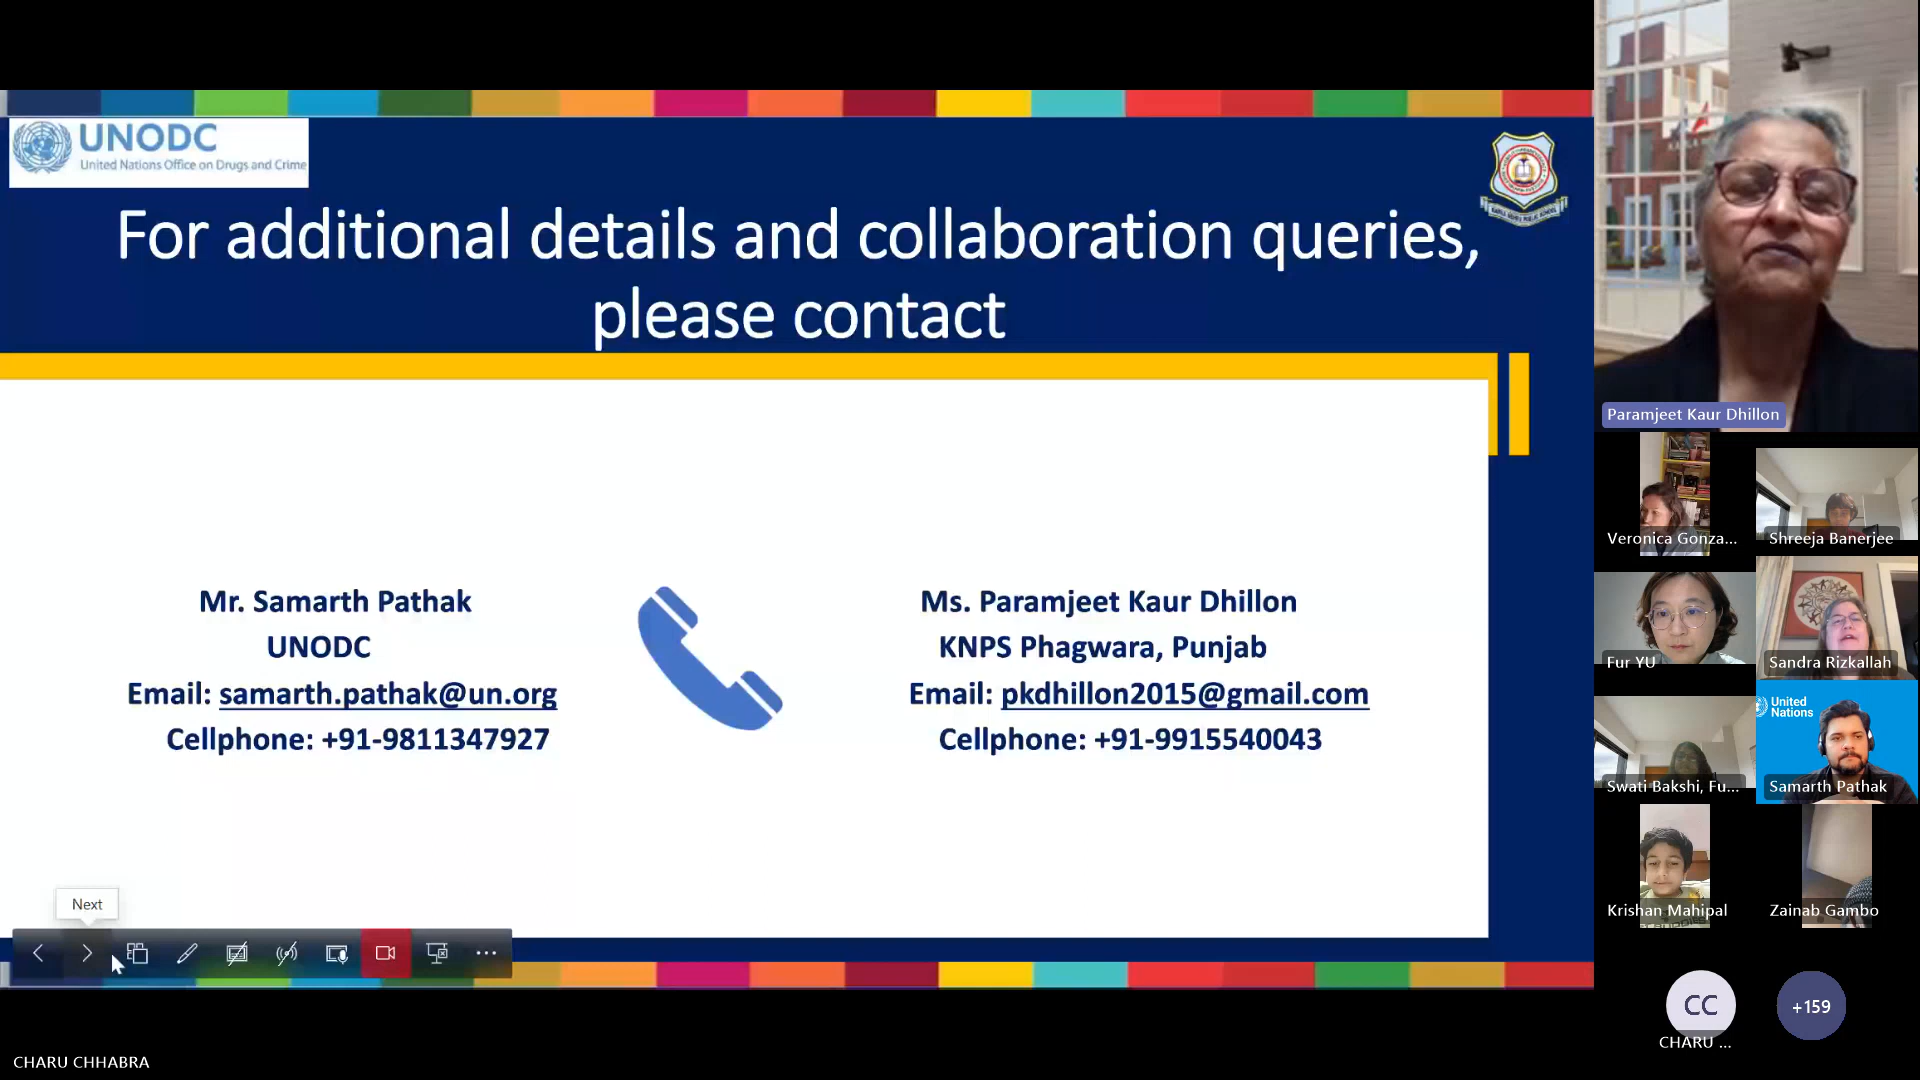 UNODC
United Nations Office on Drugs and Crime
For additional details and collaboration queries,
please contact
Mr. Samarth Pathak
UNODC
Email: samarth.pathak@un.org
Cellphone: +91-9811347927
Ms. Paramjeet Kaur Dhillon
KNPS Phagwara, Punjab
Email: pkdhillon2015@gmail.com
Cellphone: +91-9915540043
Next
CHARU CHHABRA
Paramjeet Kaur Dhillon
Veronica Gonza...
Shreeja Banerjee
Fur YU
Sandra Rizkallah
Swati Bakshi, Fu...
United
Nations
Samarth Pathak
Krishan Mahipal
Zainab Gambo
CC
CHARU ...
+159